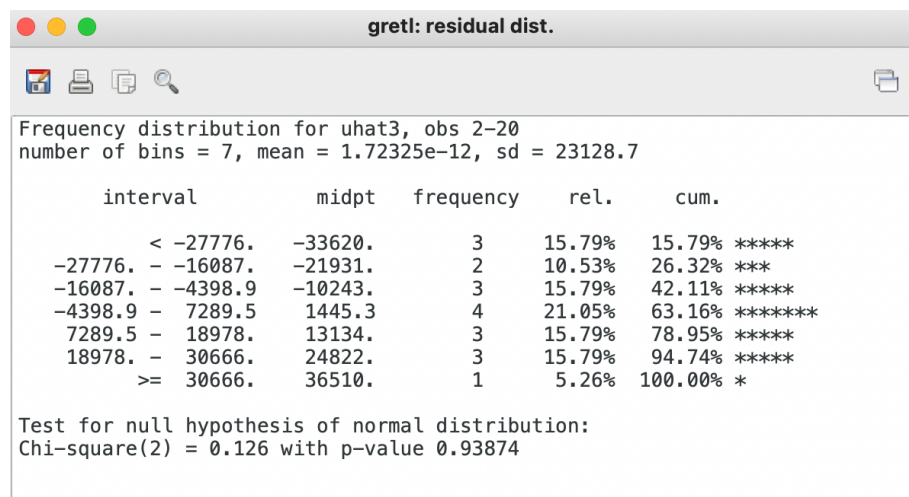 gretl: residual dist.
Frequency distribution for uhat3, obs 2-20
number of bins = 7, mean = 1.72325e-12, sd = 23128.7
interval midpt frequency rel. cum.
< -27776. -33620. 3 15.79% 15.79% *****
-27776. - -16087. -21931. 2 10.53% 26.32% ***
-16087. - -4398.9 -10243. 3 15.79% 42.11% *****
-4398.9 - 7289.5 1445.3 4 21.05% 63.16% *******
7289.5 - 18978. 13134. 3 15.79% 78.95% *****
18978. - 30666. 24822. 3 15.79% 94.74% *****
>= 30666. 36510. 1 5.26% 100.00% *
Test for null hypothesis of normal distribution:
Chi-square(2) = 0.126 with p-value 0.93874